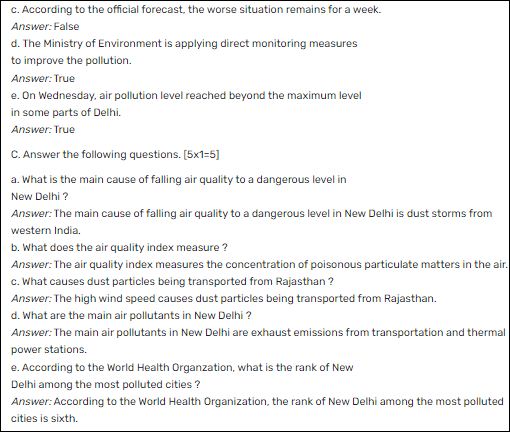 c. According to the official forecast, the worse situation remains for a week.
Answer: False
d. The Ministry of Environment is applying direct monitoring measures
to improve the pollution.
Answer: True
e. On Wednesday, air pollution level reached beyond the maximum level
in some parts of Delhi.
Answer: True
C. Answer the following questions. [5x1=5]
a. What is the main cause of falling air quality to a dangerous level in
New Delhi ?
Answer: The main cause of falling air quality to a dangerous level in New Delhi is dust storms from
western India.
b. What does the air quality index measure ?
Answer: The air quality index measures the concentration of poisonous particulate matters in the air.
c. What causes dust particles being transported from Rajasthan ?
Answer: The high wind speed causes dust particles being transported from Rajasthan.
d. What are the main air pollutants in New Delhi ?
Answer: The main air pollutants in New Delhi are exhaust emissions from transportation and thermal
power stations.
e. According to the World Health Organzation, what is the rank of New
Delhi among the most polluted cities ?
Answer: According to the World Health Organization, the rank of New Delhi among the most polluted
cities is sixth.